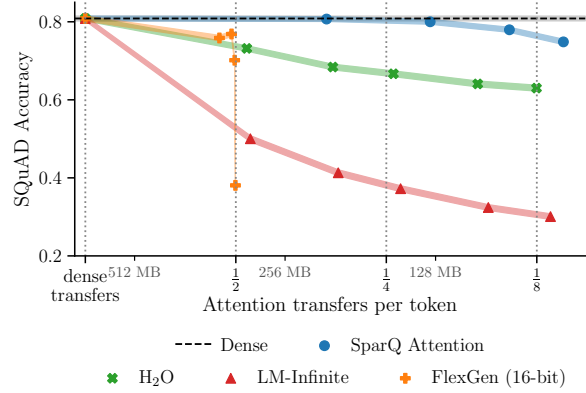 SQuAD Accuracy
0.8
0.6
0.4
0.2
dense transfers
512 MB
1/2
256 MB
1/4
128 MB
1/8
Attention transfers per token
Dense
SparQ Attention
H₂O
LM-Infinite
FlexGen (16-bit)